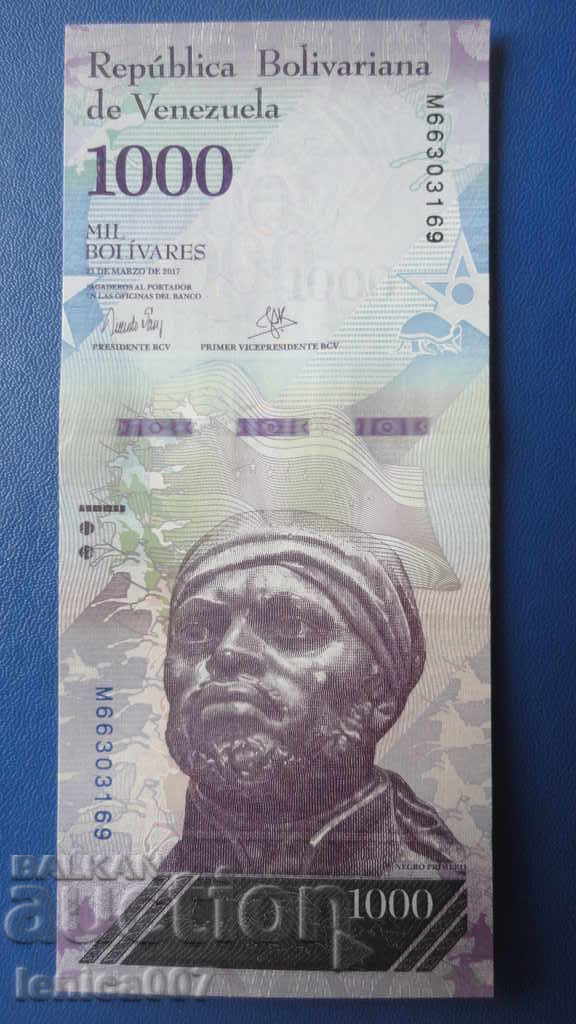 República Bolivariana
de Venezuela
1000
MIL
BOLÍVARES
23 DE MARZO DE 2017
PAGADEROS AL PORTADOR
EN LAS OFICINAS DEL BANCO
PRESIDENTE BCV
PRIMER VICEPRESIDENTE BCV
M66303169
1000
M66303169
NEGRO PRIMERO
1000
BALKAN
auction
lenica007